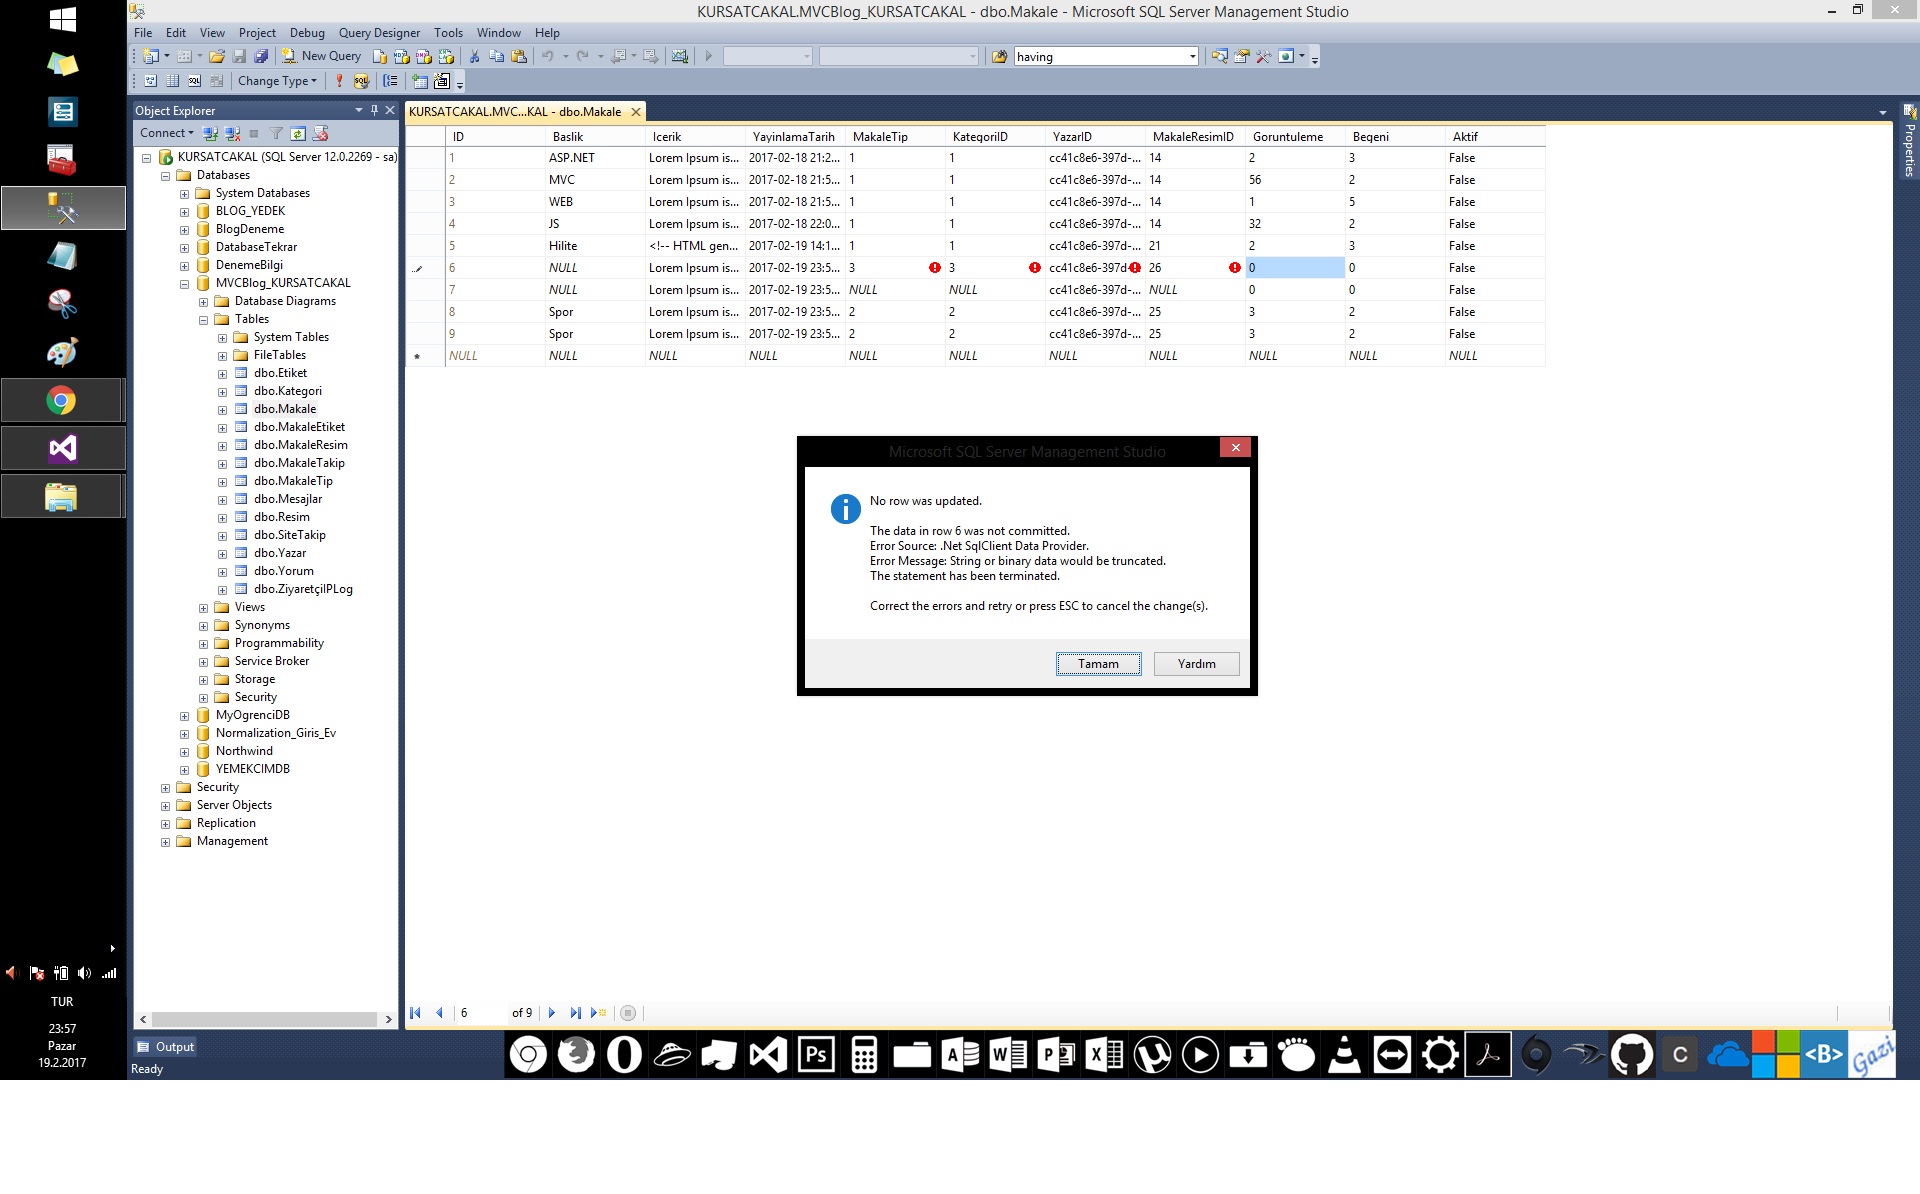 KURSATCAKAL.MVCBlog_KURSATCAKAL - dbo.Makale - Microsoft SQL Server Management Studio
File Edit View Project Debug Query Designer Tools Window Help
New Query having
Change Type
Object Explorer
Connect
KURSATCAKAL (SQL Server 12.0.2269 - sa)
Databases
System Databases
BLOG_YEDEK
BlogDeneme
DatabaseTekrar
DenemeBilgi
MVCBlog_KURSATCAKAL
Database Diagrams
Tables
System Tables
FileTables
dbo.Etiket
dbo.Kategori
dbo.Makale
dbo.MakaleEtiket
dbo.MakaleResim
dbo.MakaleTakip
dbo.MakaleTip
dbo.Mesajlar
dbo.Resim
dbo.SiteTakip
dbo.Yazar
dbo.Yorum
dbo.ZiyaretçiIPLog
Views
Synonyms
Programmability
Service Broker
Storage
Security
MyOgrenciDB
Normalization_Giris_Ev
Northwind
YEMEKCIMDB
Security
Server Objects
Replication
Management
KURSATCAKAL.MVC...KAL - dbo.Makale
ID Baslik Icerik YayinlamaTarih MakaleTip KategoriID YazarID MakaleResimID Goruntuleme Begeni Aktif
1 ASP.NET Lorem Ipsum is... 2017-02-18 21:2... 1 1 cc41c8e6-397d-... 14 2 3 False
2 MVC Lorem Ipsum is... 2017-02-18 21:5... 1 1 cc41c8e6-397d-... 14 56 2 False
3 WEB Lorem Ipsum is... 2017-02-18 21:5... 1 1 cc41c8e6-397d-... 14 1 5 False
4 JS Lorem Ipsum is... 2017-02-18 22:0... 1 1 cc41c8e6-397d-... 14 32 2 False
5 Hilite <!-- HTML gen... 2017-02-19 14:1... 1 1 cc41c8e6-397d-... 21 2 3 False
6 NULL Lorem Ipsum is... 2017-02-19 23:5... 3 3 cc41c8e6-397d 26 0 0 False
7 NULL Lorem Ipsum is... 2017-02-19 23:5... NULL NULL cc41c8e6-397d-... NULL 0 0 False
8 Spor Lorem Ipsum is... 2017-02-19 23:5... 2 2 cc41c8e6-397d-... 25 3 2 False
9 Spor Lorem Ipsum is... 2017-02-19 23:5... 2 2 cc41c8e6-397d-... 25 3 2 False
NULL NULL NULL NULL NULL NULL NULL NULL NULL NULL NULL
Microsoft SQL Server Management Studio
No row was updated.
The data in row 6 was not committed.
Error Source: .Net SqlClient Data Provider.
Error Message: String or binary data would be truncated.
The statement has been terminated.
Correct the errors and retry or press ESC to cancel the change(s).
Tamam Yardım
6 of 9
Properties
Output
Ready
TUR
23:57
Pazar
19.2.2017
Ps A W P X C <B> Gazi